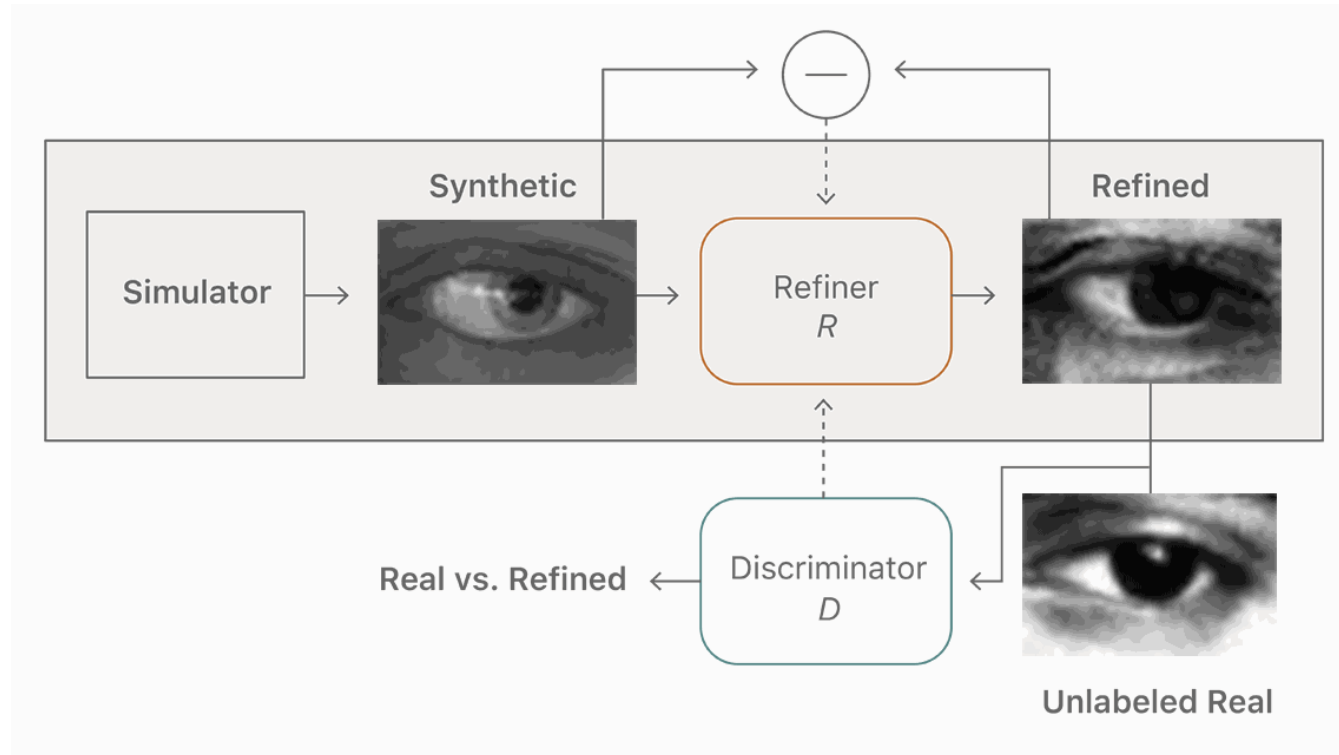 Synthetic
Refined
Simulator
Refiner
R
Real vs. Refined
Discriminator
D
Unlabeled Real